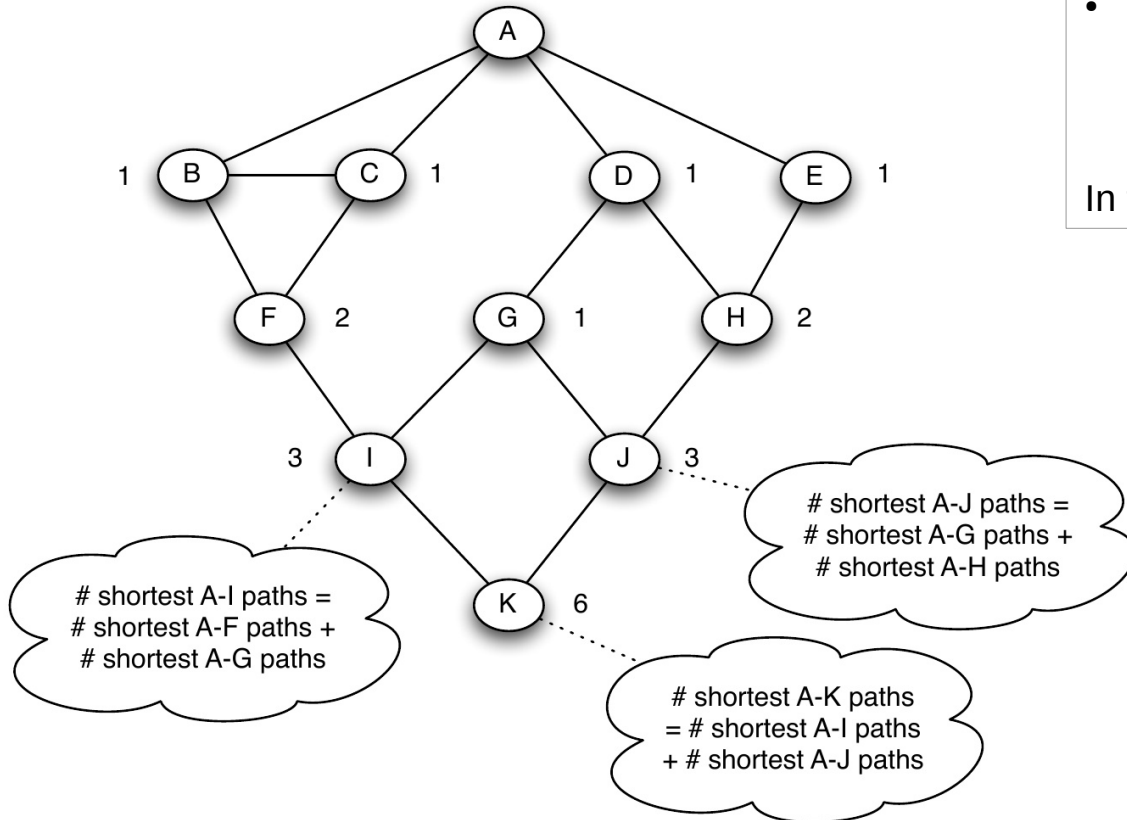 •
A
1 B C 1 D 1 E 1
In
F 2 G 1 H 2
3 I J 3
# shortest A-J paths =
# shortest A-G paths +
# shortest A-H paths
# shortest A-I paths =
# shortest A-F paths +
# shortest A-G paths
K 6
# shortest A-K paths
= # shortest A-I paths
+ # shortest A-J paths